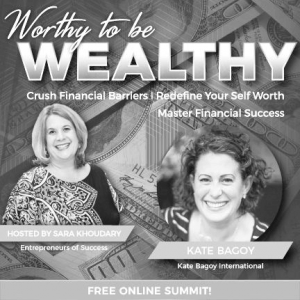 Worthy to be
WEALTHY
Crush Financial Barriers | Redefine Your Self Worth
Master Financial Success
HOSTED BY SARA KHOUDARY
Entrepreneurs of Success
KATE BAGOY
Kate Bagoy International
FREE ONLINE SUMMIT!